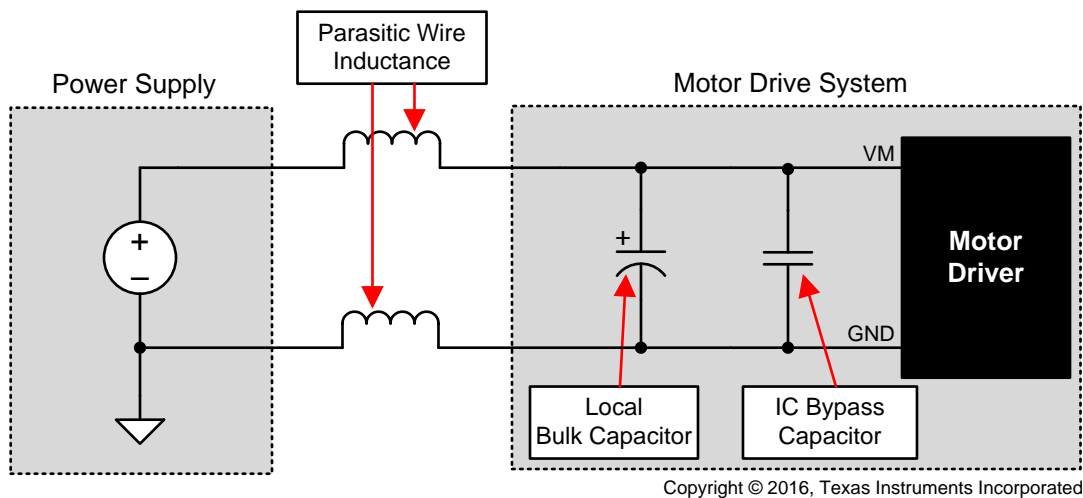 Parasitic Wire
Inductance
Power Supply
Motor Drive System
VM
+
–
+
Motor
Driver
GND
Local
Bulk Capacitor
IC Bypass
Capacitor
Copyright © 2016, Texas Instruments Incorporated